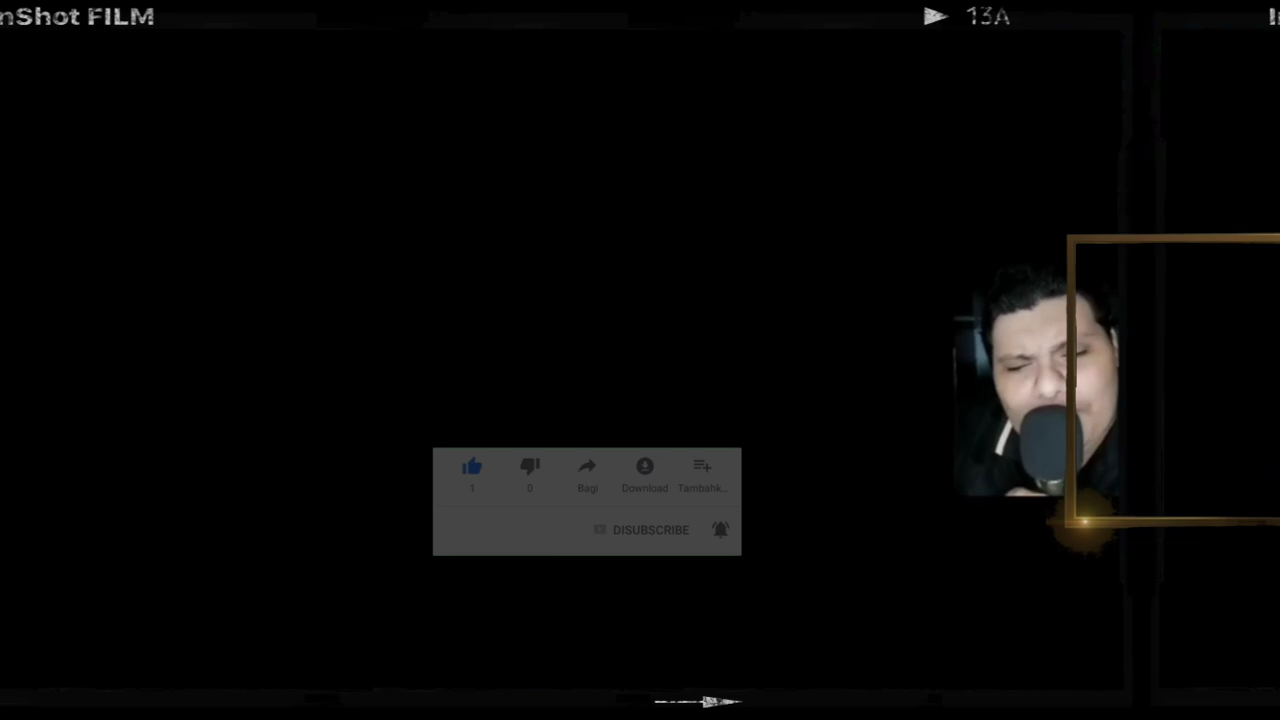 nShot FILM
13A
1
0
Bagi
Download
Tambahk...
DISUBSCRIBE